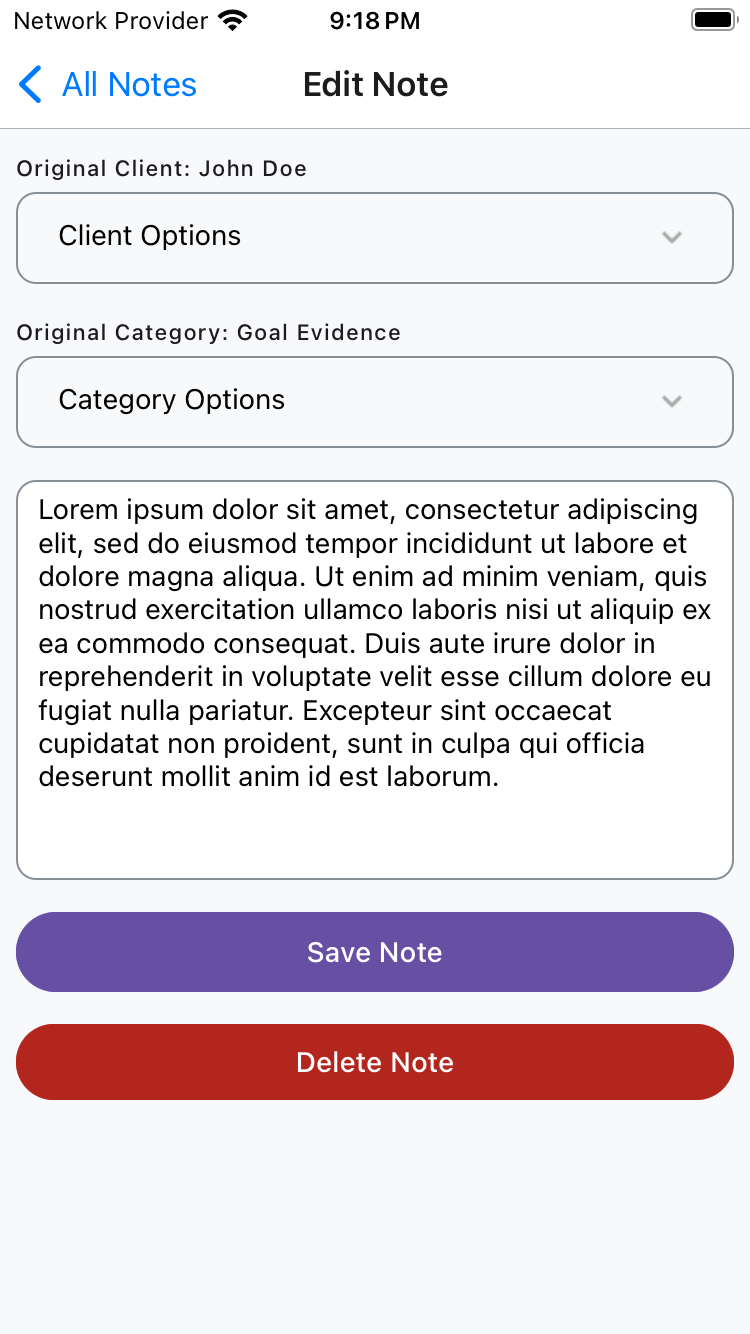 Network Provider 9:18 PM
All Notes Edit Note
Original Client: John Doe
Client Options
Original Category: Goal Evidence
Category Options
Lorem ipsum dolor sit amet, consectetur adipiscing
elit, sed do eiusmod tempor incididunt ut labore et
dolore magna aliqua. Ut enim ad minim veniam, quis
nostrud exercitation ullamco laboris nisi ut aliquip ex
ea commodo consequat. Duis aute irure dolor in
reprehenderit in voluptate velit esse cillum dolore eu
fugiat nulla pariatur. Excepteur sint occaecat
cupidatat non proident, sunt in culpa qui officia
deserunt mollit anim id est laborum.
Save Note
Delete Note